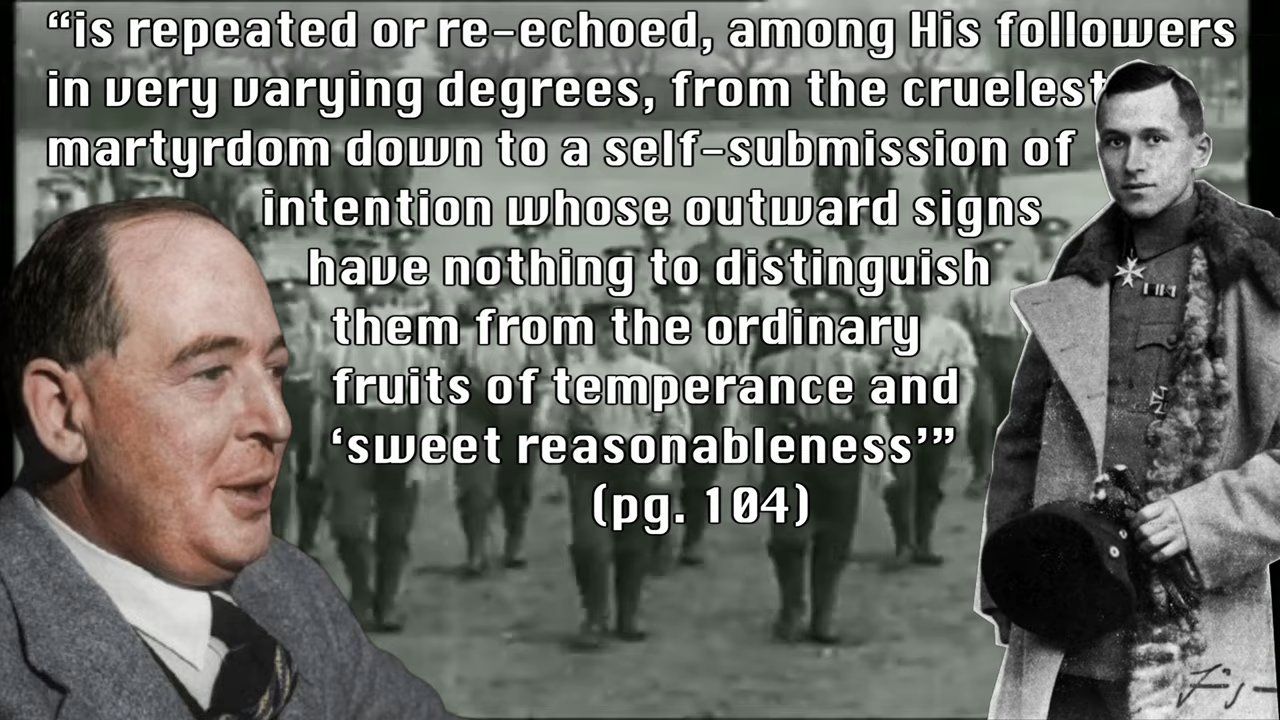 “is repeated or re-echoed, among His followers
in very varying degrees, from the cruelest
martyrdom down to a self-submission of
intention whose outward signs
have nothing to distinguish
them from the ordinary
fruits of temperance and
‘sweet reasonableness’”
(pg. 104)